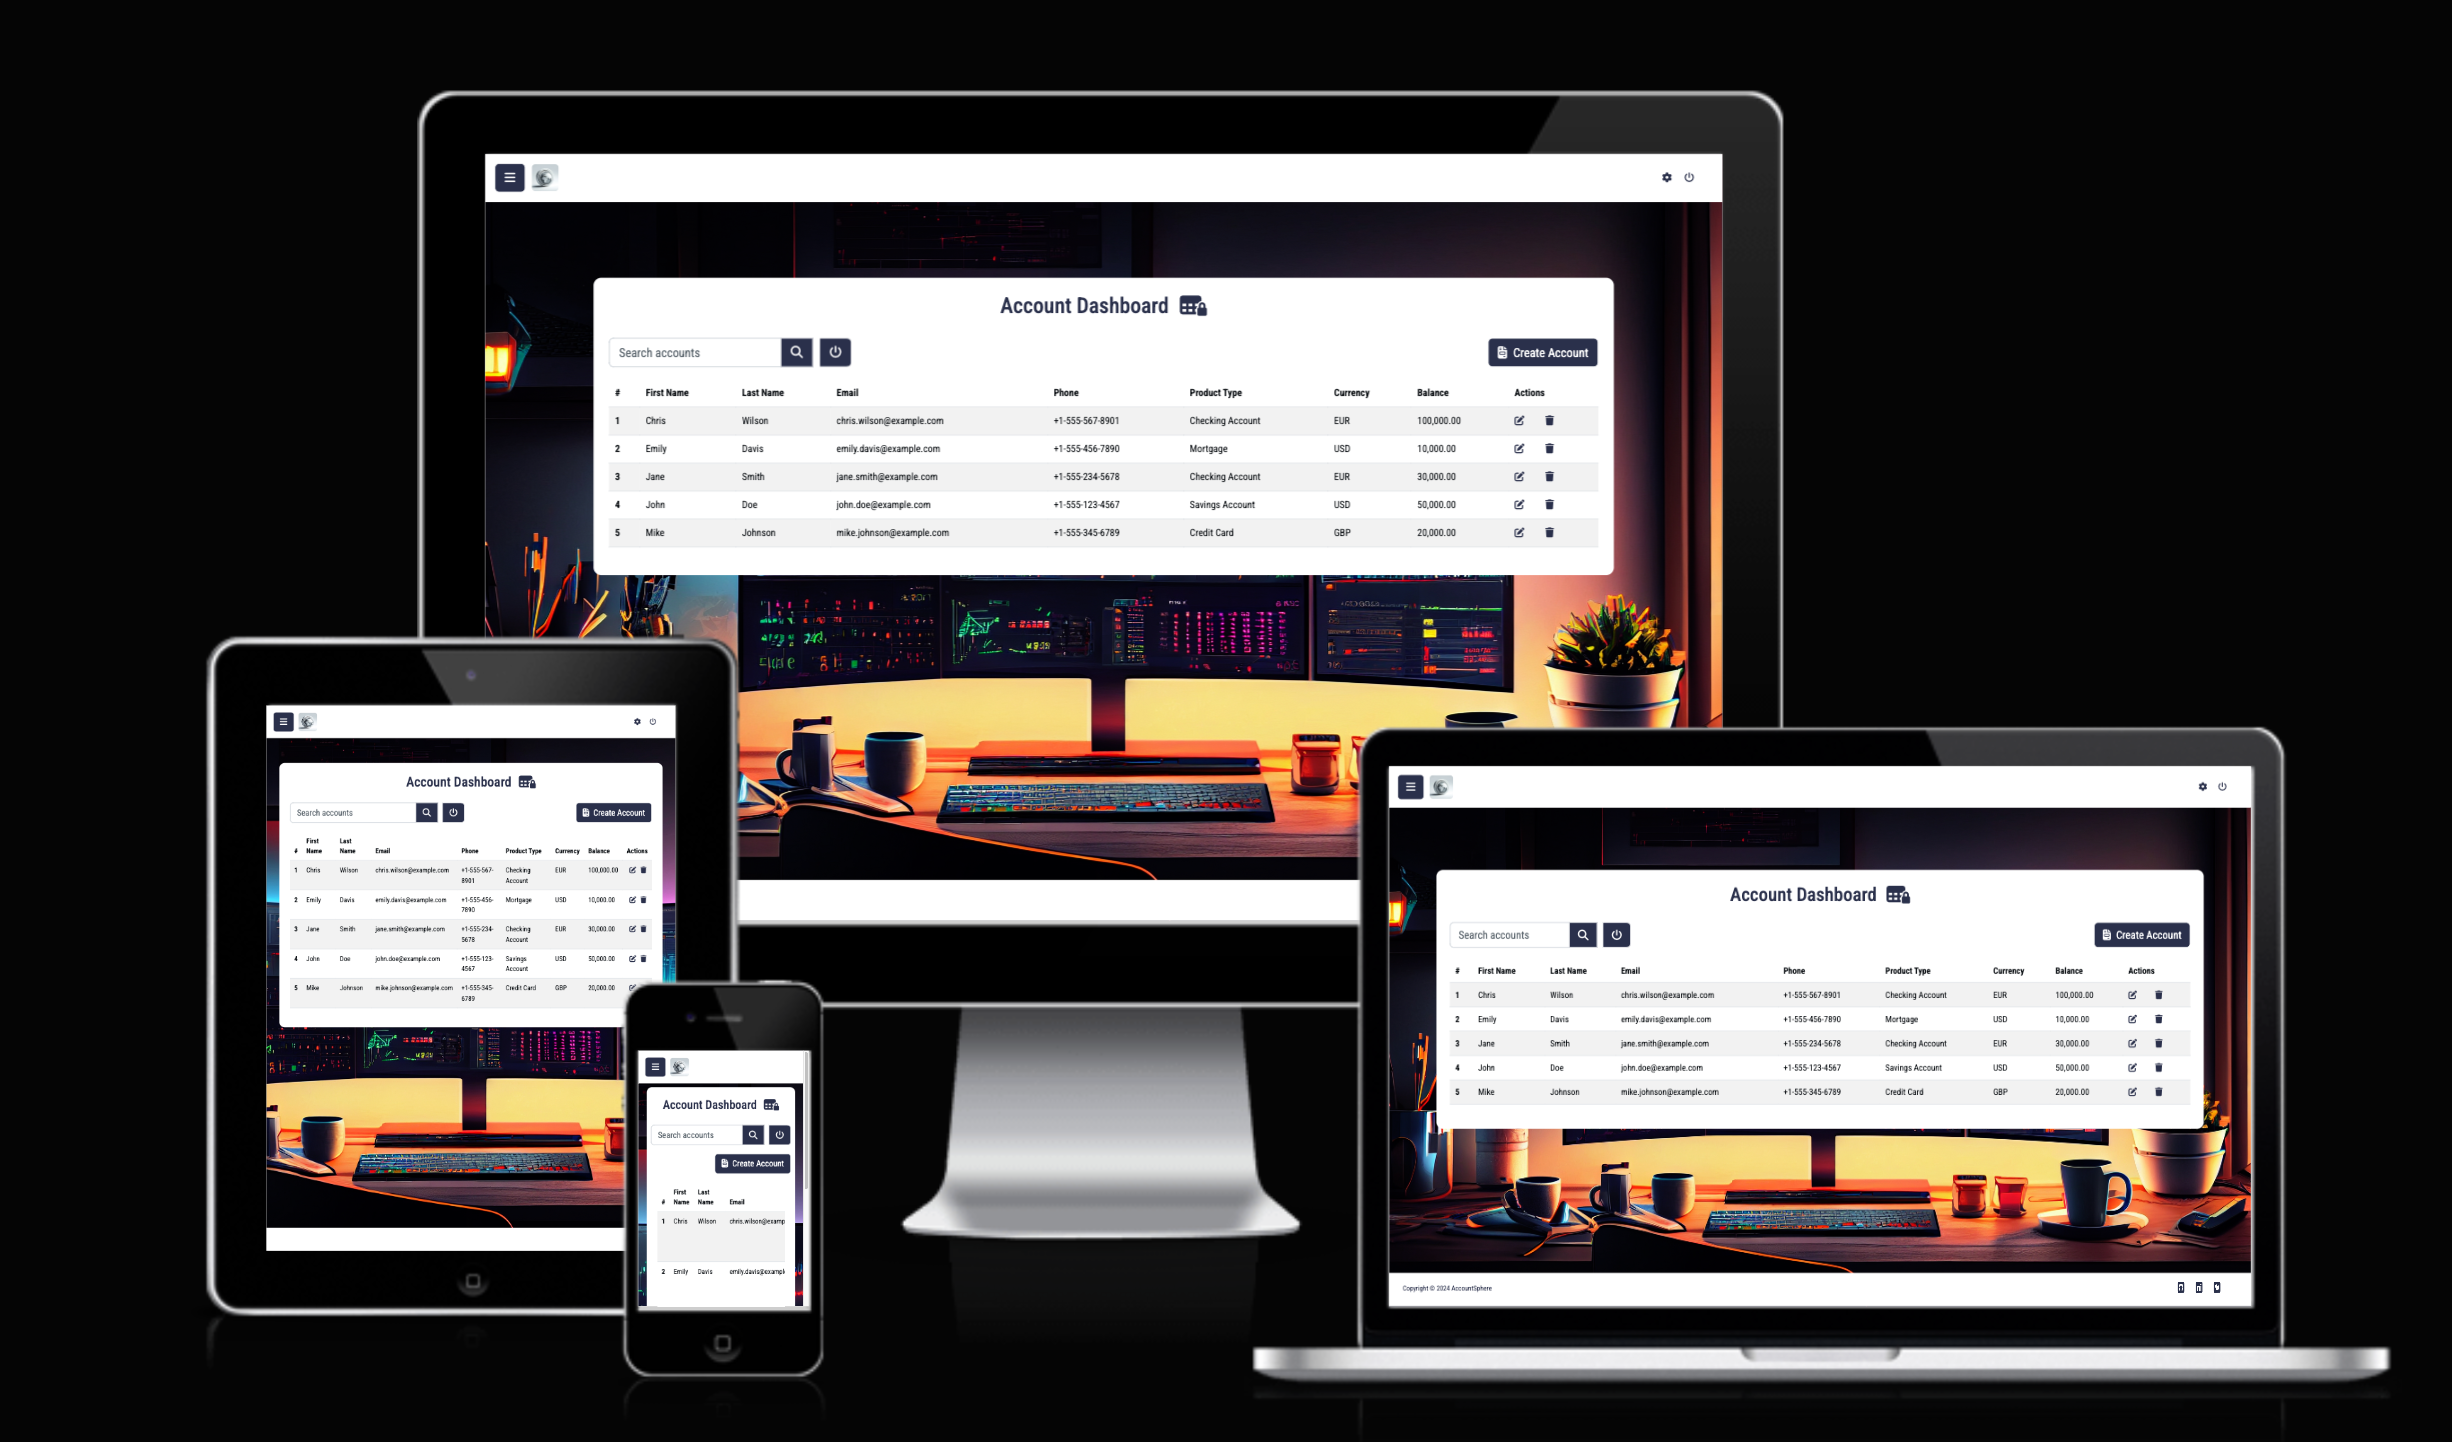 Account Dashboard
Search accounts
Create Account
# First Name Last Name Email Phone Product Type Currency Balance Actions
1 Chris Wilson chris.wilson@example.com +1-555-567-8901 Checking Account EUR 100,000.00
2 Emily Davis emily.davis@example.com +1-555-456-7890 Mortgage USD 10,000.00
3 Jane Smith jane.smith@example.com +1-555-234-5678 Checking Account EUR 30,000.00
4 John Doe john.doe@example.com +1-555-123-4567 Savings Account USD 50,000.00
5 Mike Johnson mike.johnson@example.com +1-555-345-6789 Credit Card GBP 20,000.00
Account Dashboard
Search accounts
Create Account
First Last
# Name Name Email Phone Product Type Currency Balance Actions
1 Chris Wilson chris.wilson@example.com +1-555-567- Checking EUR 100,000.00
8901 Account
2 Emily Davis emily.davis@example.com +1-555-456- Mortgage USD 10,000.00
7890
3 Jane Smith jane.smith@example.com +1-555-234- Checking EUR 30,000.00
5678 Account
4 John Doe john.doe@example.com +1-555-123- Savings USD 50,000.00
4567 Account
5 Mike Johnson mike.johnson@example.com +1-555-345- Credit Card GBP 20,000.00
6789
Account Dashboard
Search accounts
Create Account
First Last
# Name Name Email
1 Chris Wilson chris.wilson@examp
2 Emily Davis emily.davis@exampl
Account Dashboard
Search accounts
Create Account
# First Name Last Name Email Phone Product Type Currency Balance Actions
1 Chris Wilson chris.wilson@example.com +1-555-567-8901 Checking Account EUR 100,000.00
2 Emily Davis emily.davis@example.com +1-555-456-7890 Mortgage USD 10,000.00
3 Jane Smith jane.smith@example.com +1-555-234-5678 Checking Account EUR 30,000.00
4 John Doe john.doe@example.com +1-555-123-4567 Savings Account USD 50,000.00
5 Mike Johnson mike.johnson@example.com +1-555-345-6789 Credit Card GBP 20,000.00
Copyright © 2024 AccountSphere